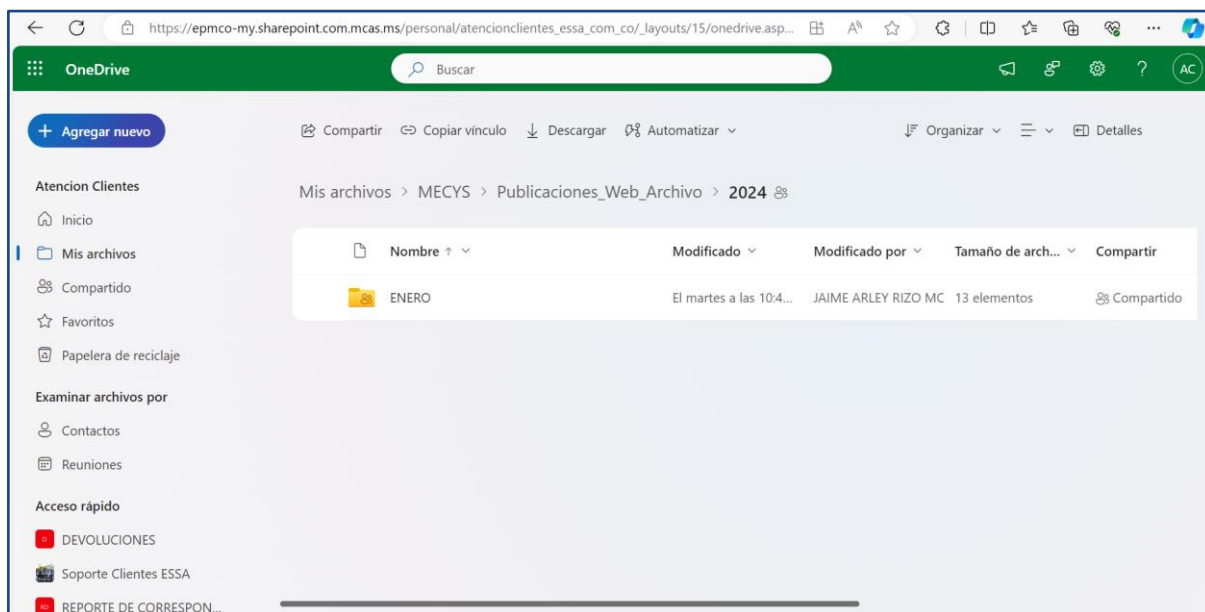 https://epmco-my.sharepoint.com.mcas.ms/personal/atencionclientes_essa_com_co/_layouts/15/onedrive.asp...
OneDrive
Buscar
AC
Agregar nuevo
Compartir Copiar vínculo Descargar Automatizar Organizar Detalles
Atencion Clientes
Mis archivos > MECYS > Publicaciones_Web_Archivo > 2024
Inicio
Nombre Modificado Modificado por Tamaño de arch... Compartir
Mis archivos
Compartido
ENERO El martes a las 10:4... JAIME ARLEY RIZO MC 13 elementos Compartido
Favoritos
Papelera de reciclaje
Examinar archivos por
Contactos
Reuniones
Acceso rápido
D DEVOLUCIONES
Soporte Clientes ESSA
RD REPORTE DE CORRESPON...